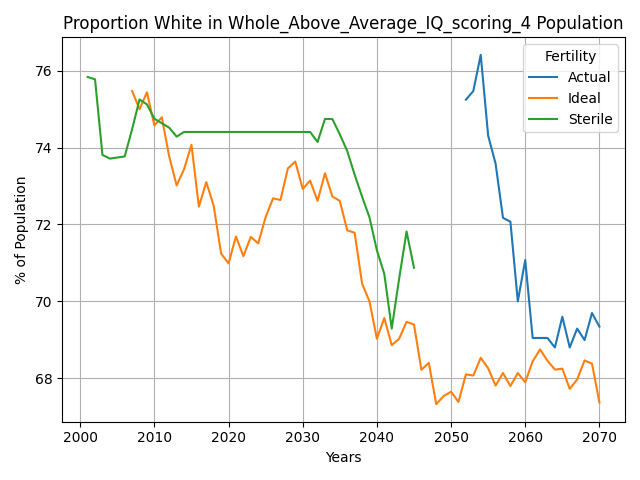 Proportion White in Whole_Above_Average_IQ_scoring_4 Population
Fertility
Actual
Ideal
Sterile
% of Population
76
74
72
70
68
2000
2010
2020
2030
2040
2050
2060
2070
Years